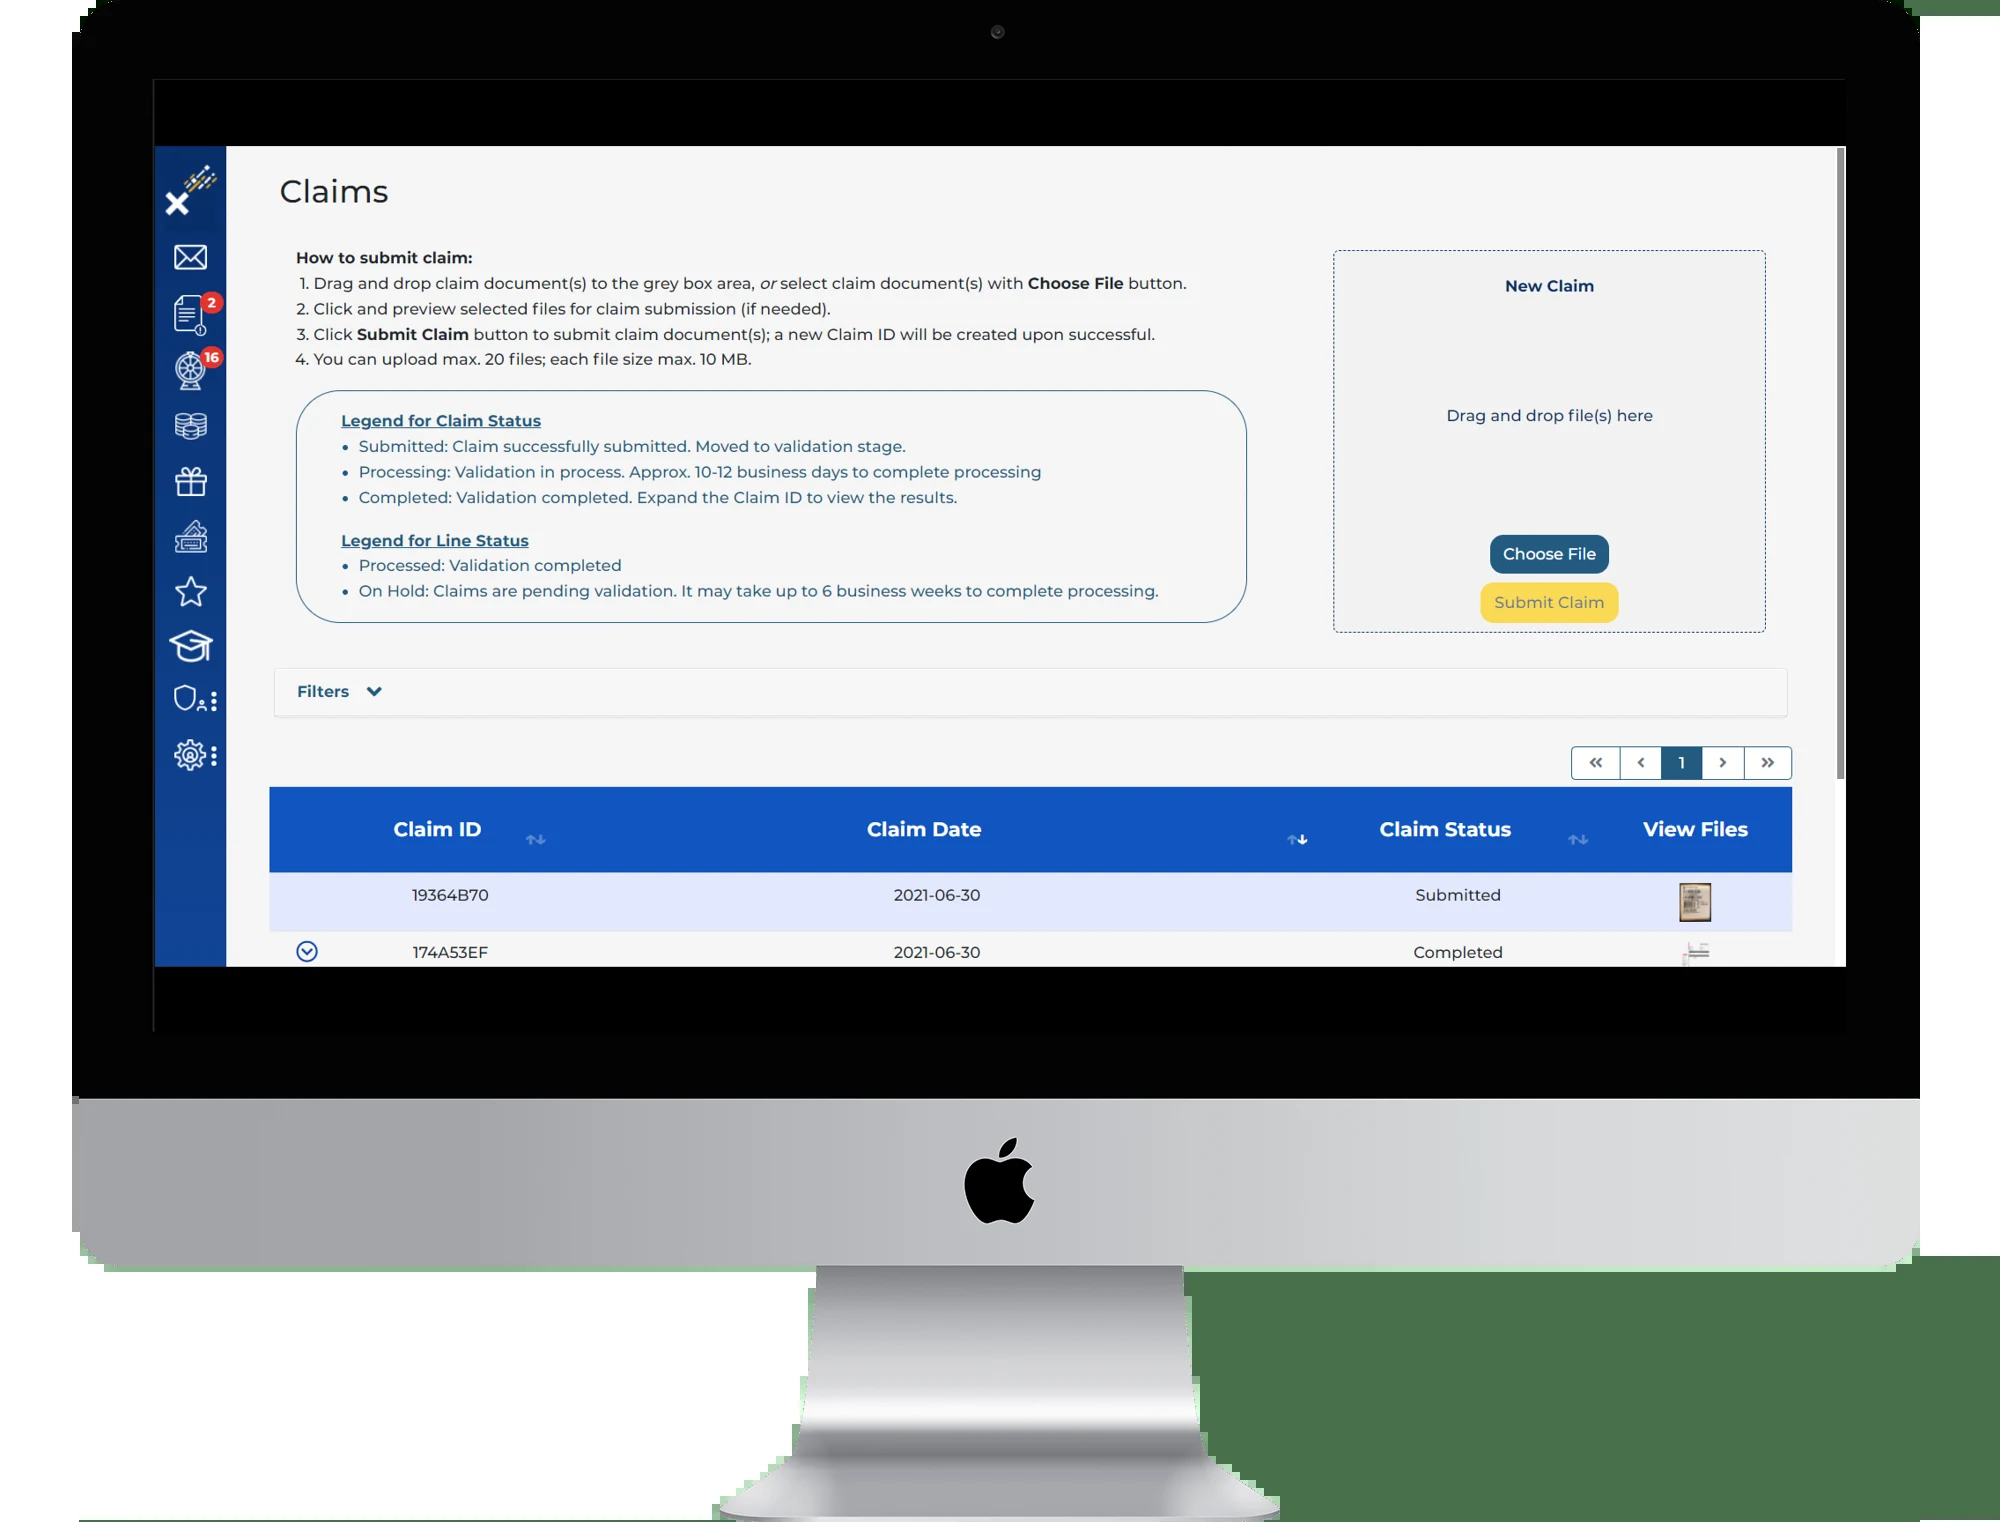 Claims
How to submit claim:
1. Drag and drop claim document(s) to the grey box area, or select claim document(s) with Choose File button.
2. Click and preview selected files for claim submission (if needed).
3. Click Submit Claim button to submit claim document(s); a new Claim ID will be created upon successful.
4. You can upload max. 20 files; each file size max. 10 MB.
Legend for Claim Status
• Submitted: Claim successfully submitted. Moved to validation stage.
• Processing: Validation in process. Approx. 10-12 business days to complete processing
• Completed: Validation completed. Expand the Claim ID to view the results.
Legend for Line Status
• Processed: Validation completed
• On Hold: Claims are pending validation. It may take up to 6 business weeks to complete processing.
New Claim
Drag and drop file(s) here
Choose File
Submit Claim
2
16
Filters
« ‹ 1 › »
Claim ID Claim Date Claim Status View Files
19364B70 2021-06-30 Submitted
174A53EF 2021-06-30 Completed